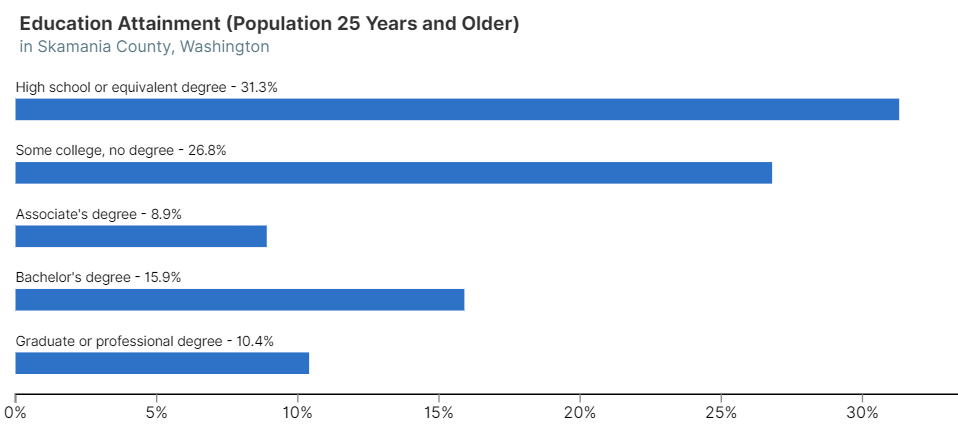 Education Attainment (Population 25 Years and Older)
in Skamania County, Washington
High school or equivalent degree - 31.3%
Some college, no degree - 26.8%
Associate's degree - 8.9%
Bachelor's degree - 15.9%
Graduate or professional degree - 10.4%
0% 5% 10% 15% 20% 25% 30%